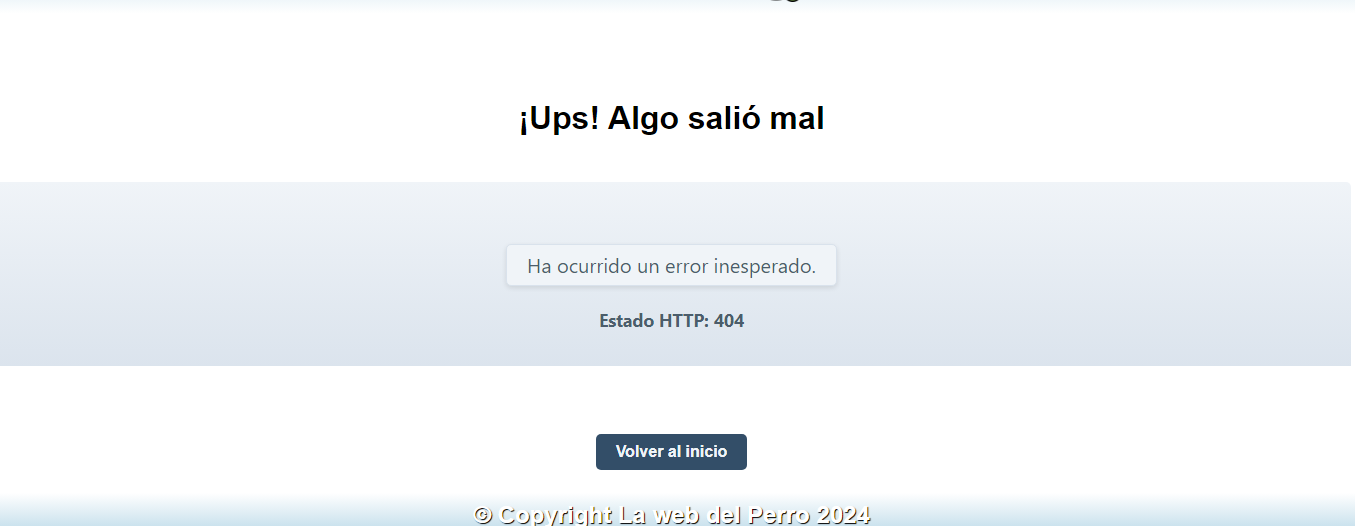 ¡Ups! Algo salió mal
Ha ocurrido un error inesperado.
Estado HTTP: 404
Volver al inicio
© Copyright La web del Perro 2024